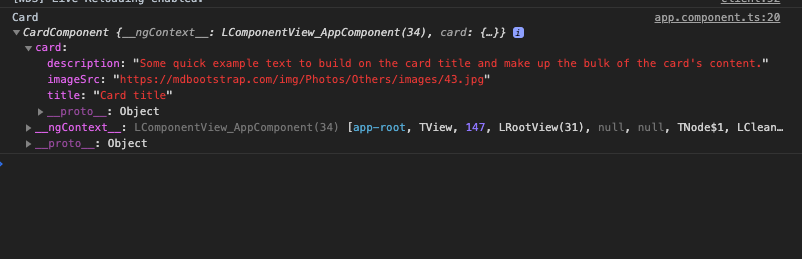 [WDS] Live Reloading enabled.
client:52
Card
app.component.ts:20
CardComponent {__ngContext__: LComponentView_AppComponent(34), card: {…}} i
card:
description: "Some quick example text to build on the card title and make up the bulk of the card's content."
imageSrc: "https://mdbootstrap.com/img/Photos/Others/images/43.jpg"
title: "Card title"
__proto__: Object
__ngContext__: LComponentView_AppComponent(34) [app-root, TView, 147, LRootView(31), null, null, TNode$1, LClean…
__proto__: Object